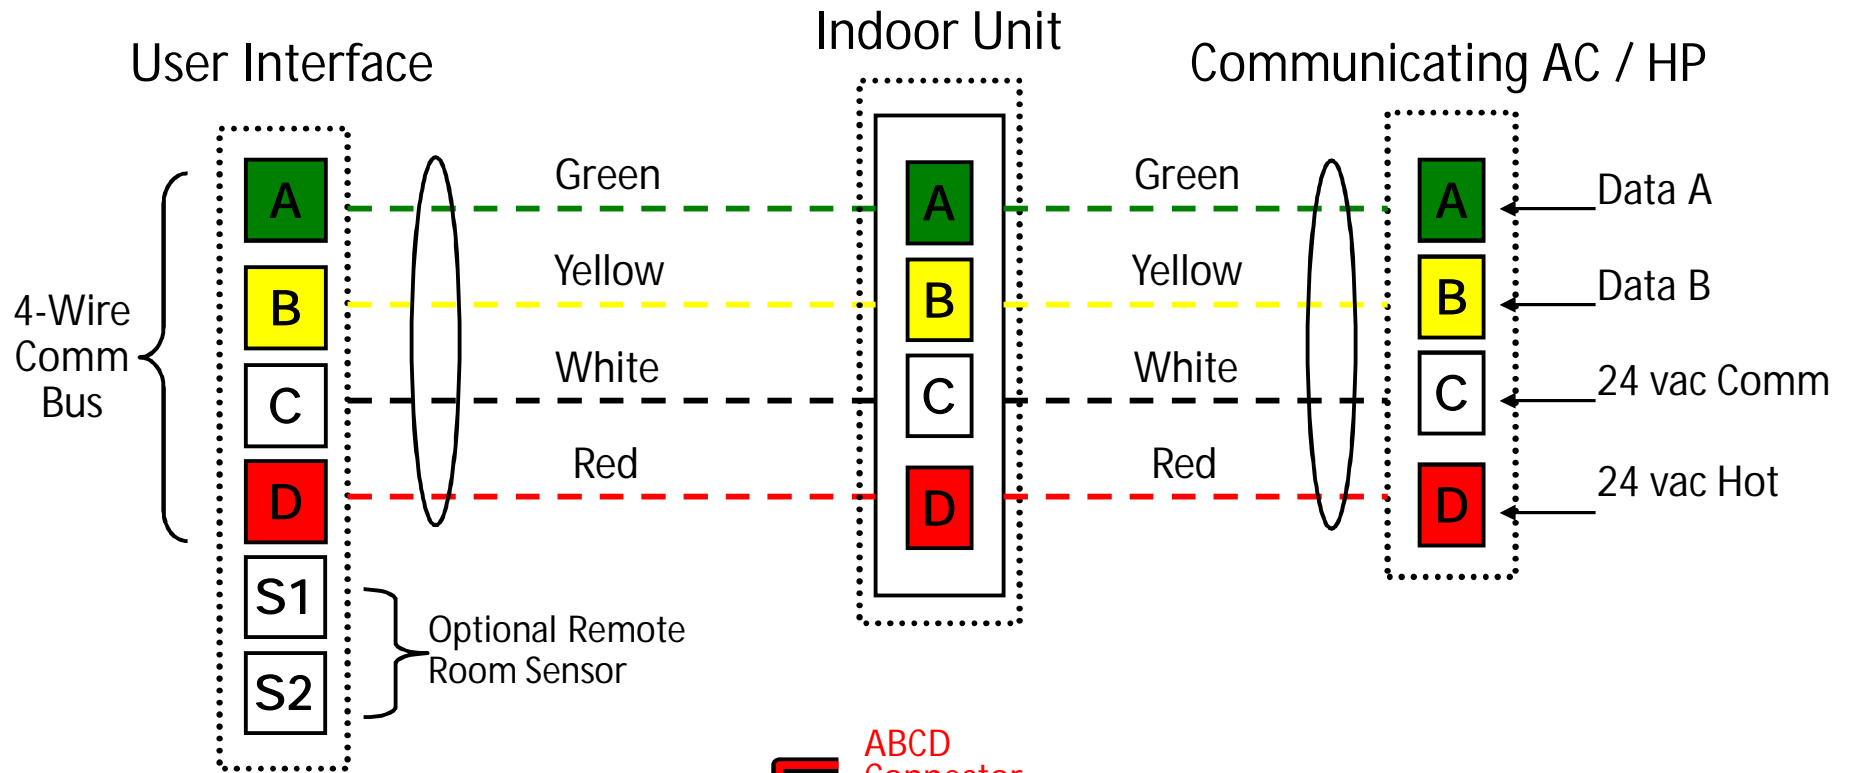 User Interface
Indoor Unit
Communicating AC / HP
4-Wire
Comm
Bus
A
B
C
D
S1
S2
Optional Remote
Room Sensor
Green
Yellow
White
Red
A
B
C
D
Green
Yellow
White
Red
A
B
C
D
Data A
Data B
24 vac Comm
24 vac Hot
ABCD
Connector